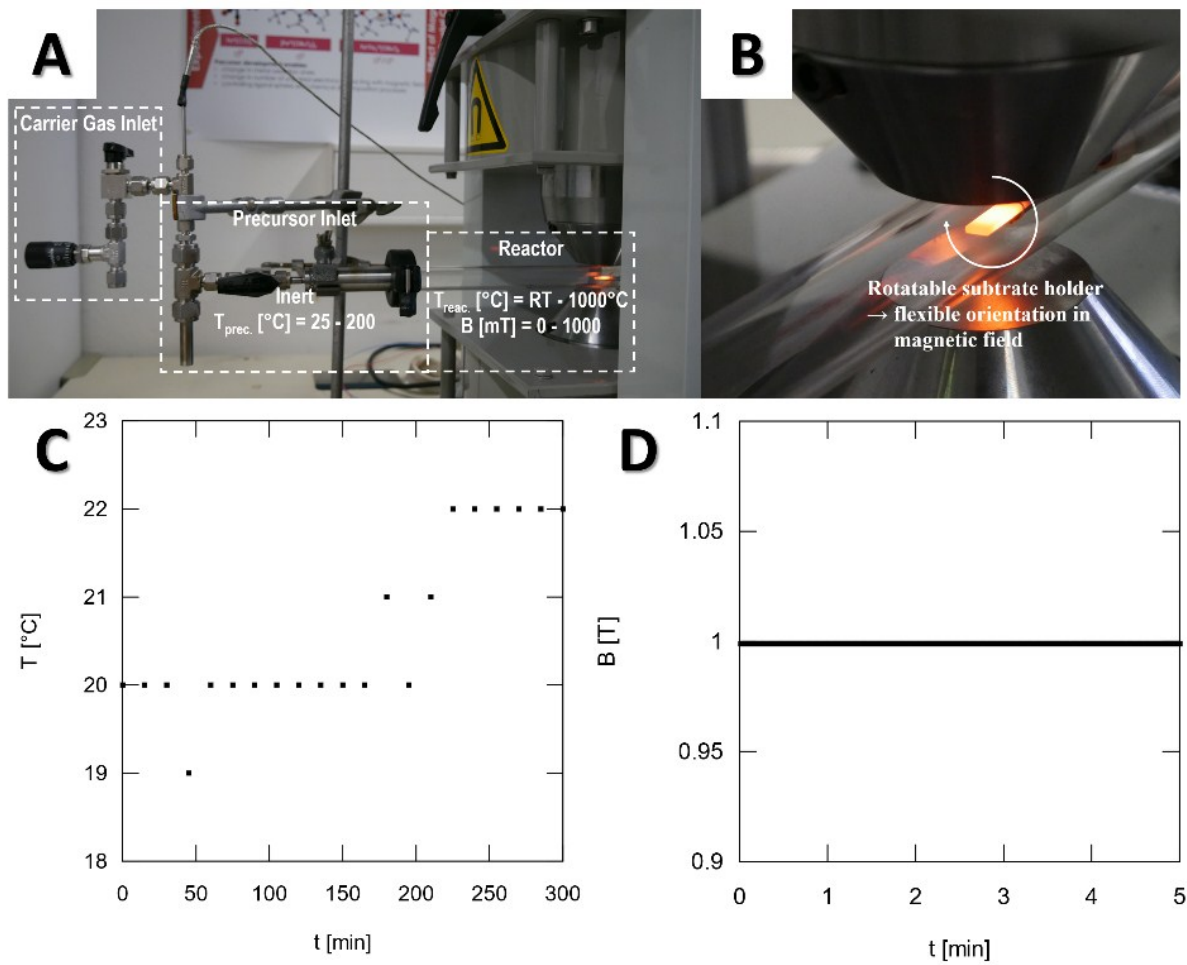 A
Carrier Gas Inlet
Precursor Inlet
Inert
T_prec. [°C] = 25 - 200
Reactor
T_reac. [°C] = RT - 1000°C
B [mT] = 0 - 1000
B
Rotatable subtrate holder
→ flexible orientation in
magnetic field
C
23
22
21
20
19
18
T [°C]
0 50 100 150 200 250 300
t [min]
D
1.1
1.05
1
0.95
0.9
B [T]
0 1 2 3 4 5
t [min]